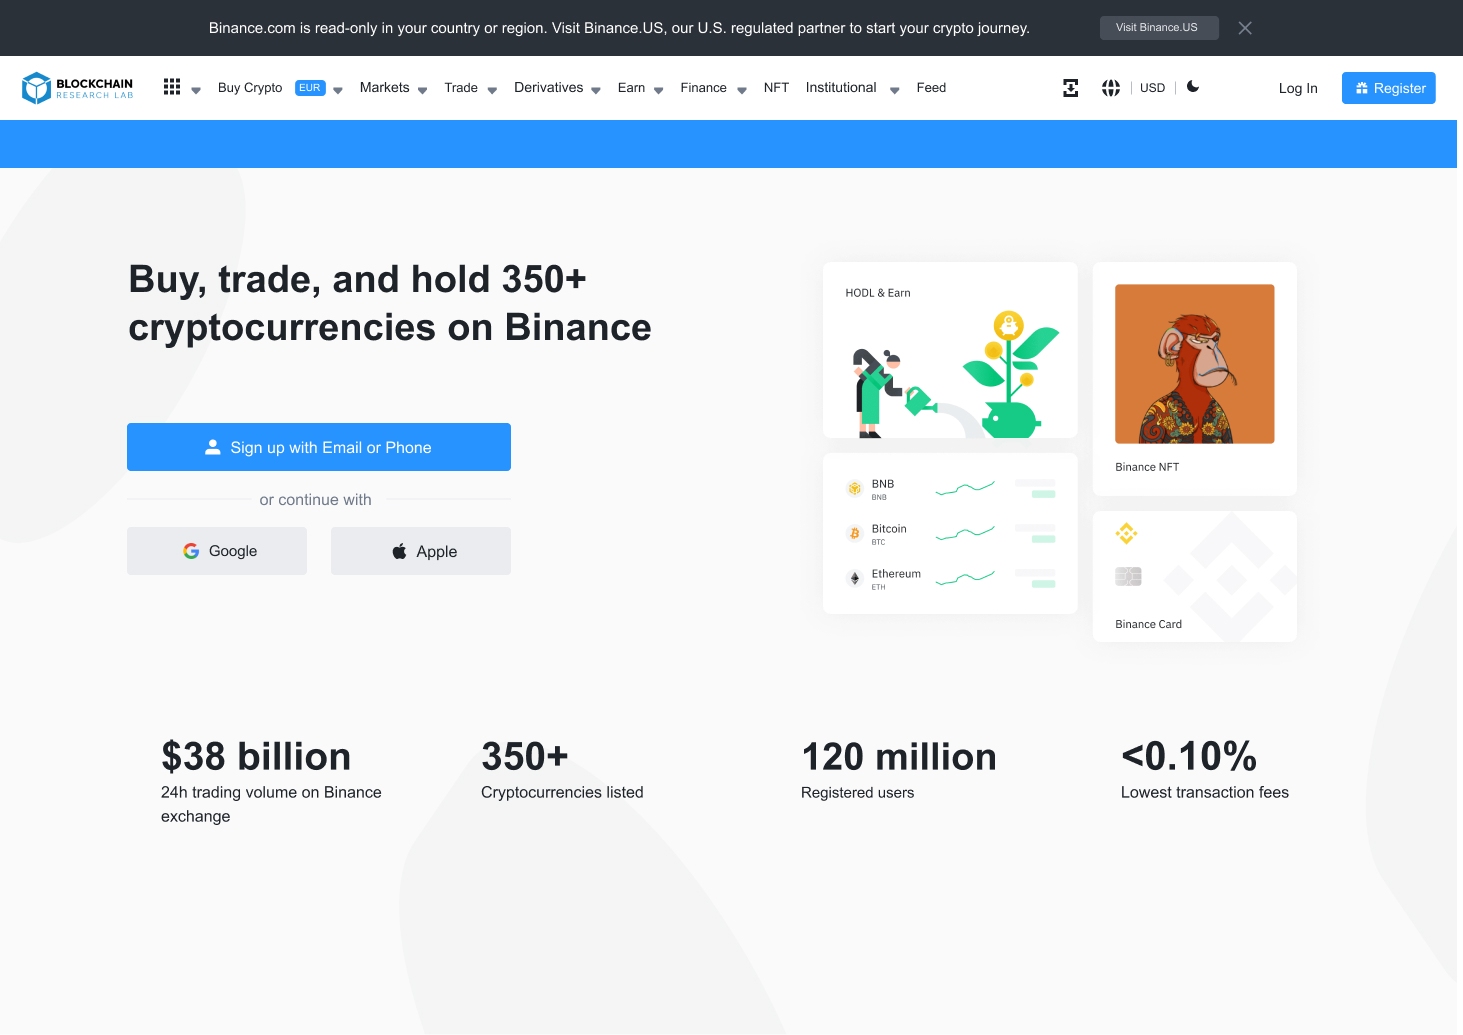 Binance.com is read-only in your country or region. Visit Binance.US, our U.S. regulated partner to start your crypto journey.
Visit Binance.US
BLOCKCHAIN
RESEARCH LAB
Buy Crypto
EUR
Markets
Trade
Derivatives
Earn
Finance
NFT
Institutional
Feed
USD
Log In
Register
Buy, trade, and hold 350+
cryptocurrencies on Binance
Sign up with Email or Phone
or continue with
Google
Apple
HODL & Earn
BNB
BNB
Bitcoin
BTC
Ethereum
ETH
Binance NFT
Binance Card
$38 billion
24h trading volume on Binance
exchange
350+
Cryptocurrencies listed
120 million
Registered users
<0.10%
Lowest transaction fees